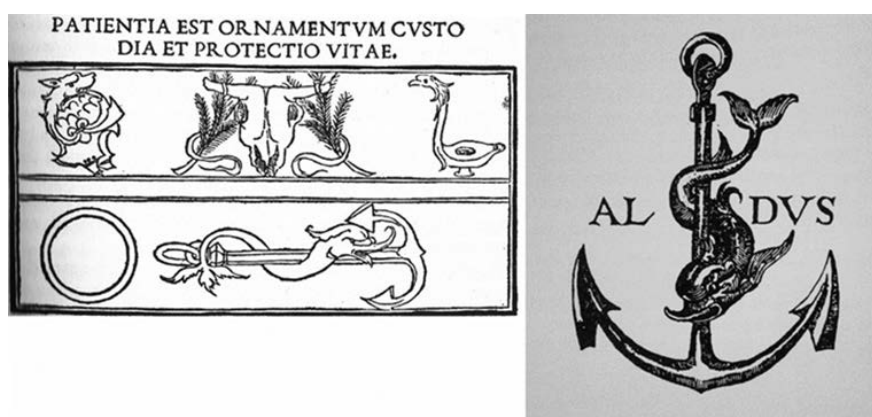 PATIENTIA EST ORNAMENTVM CVSTO
DIA ET PROTECTIO VITAE.
AL DVS